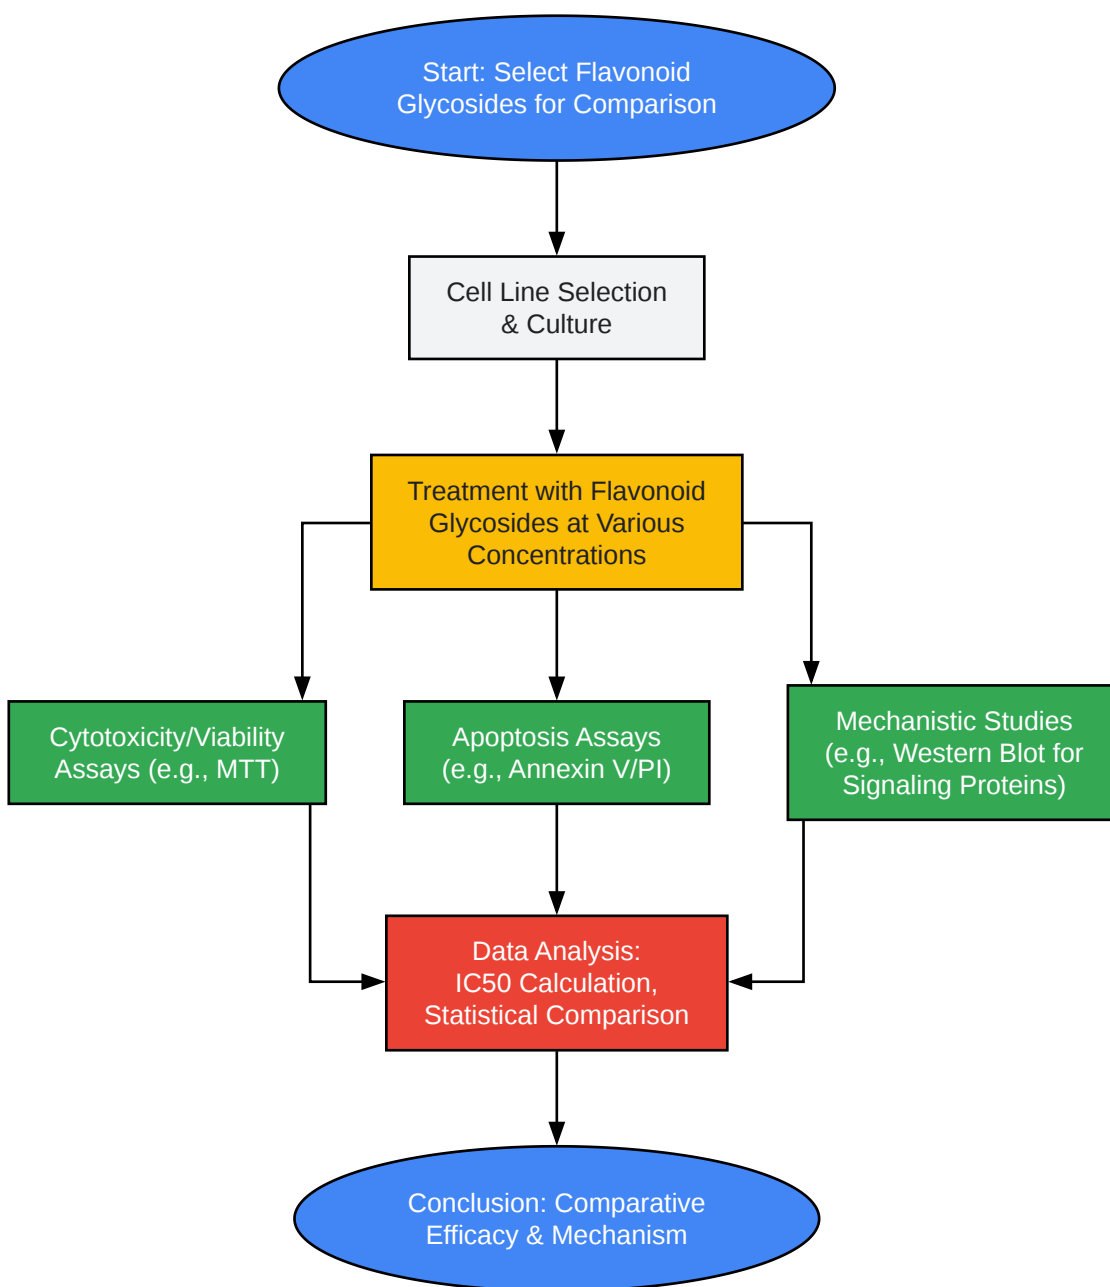 Start: Select Flavonoid
Glycosides for Comparison
Cell Line Selection
& Culture
Treatment with Flavonoid
Glycosides at Various
Concentrations
Cytotoxicity/Viability
Assays (e.g., MTT)
Apoptosis Assays
(e.g., Annexin V/PI)
Mechanistic Studies
(e.g., Western Blot for
Signaling Proteins)
Data Analysis:
IC50 Calculation,
Statistical Comparison
Conclusion: Comparative
Efficacy & Mechanism